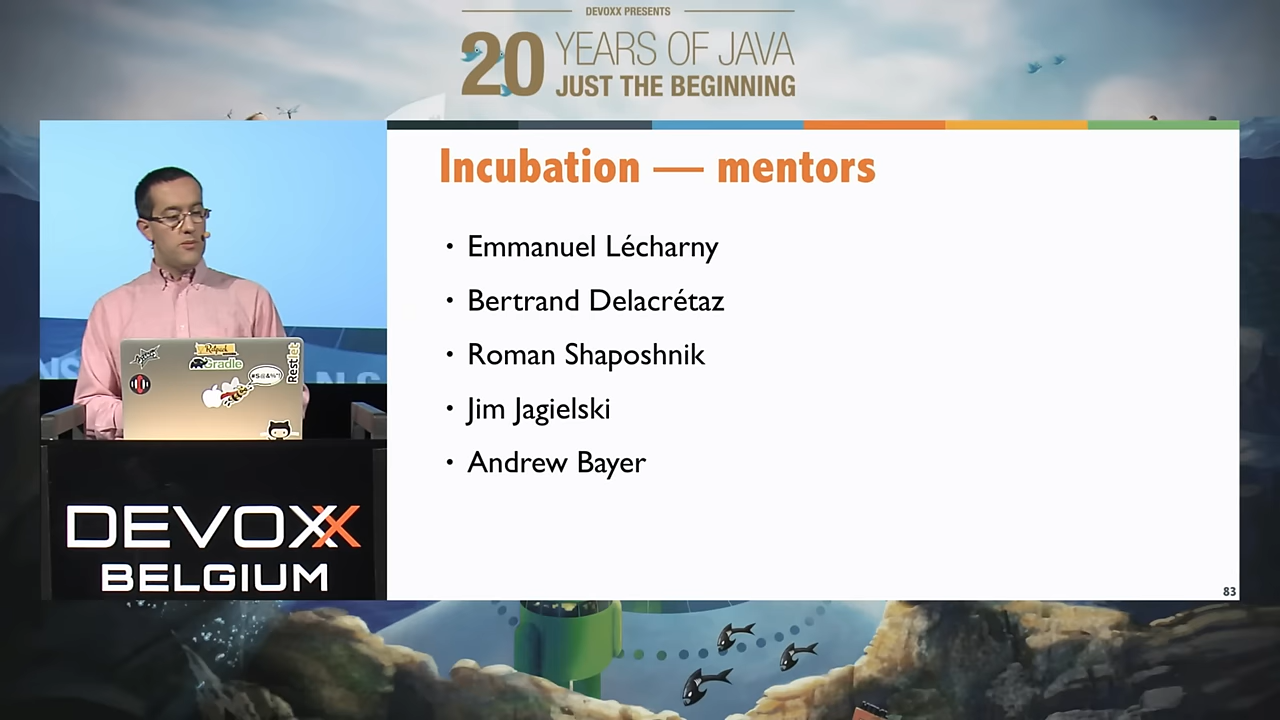 DEVOXX PRESENTS
20 YEARS OF JAVA
JUST THE BEGINNING
Incubation — mentors
• Emmanuel Lécharny
• Bertrand Delacrétaz
• Roman Shaposhnik
• Jim Jagielski
• Andrew Bayer
83
Ratpack
Gradle
#$@&%*!
Restlet
DEVOXX
BELGIUM